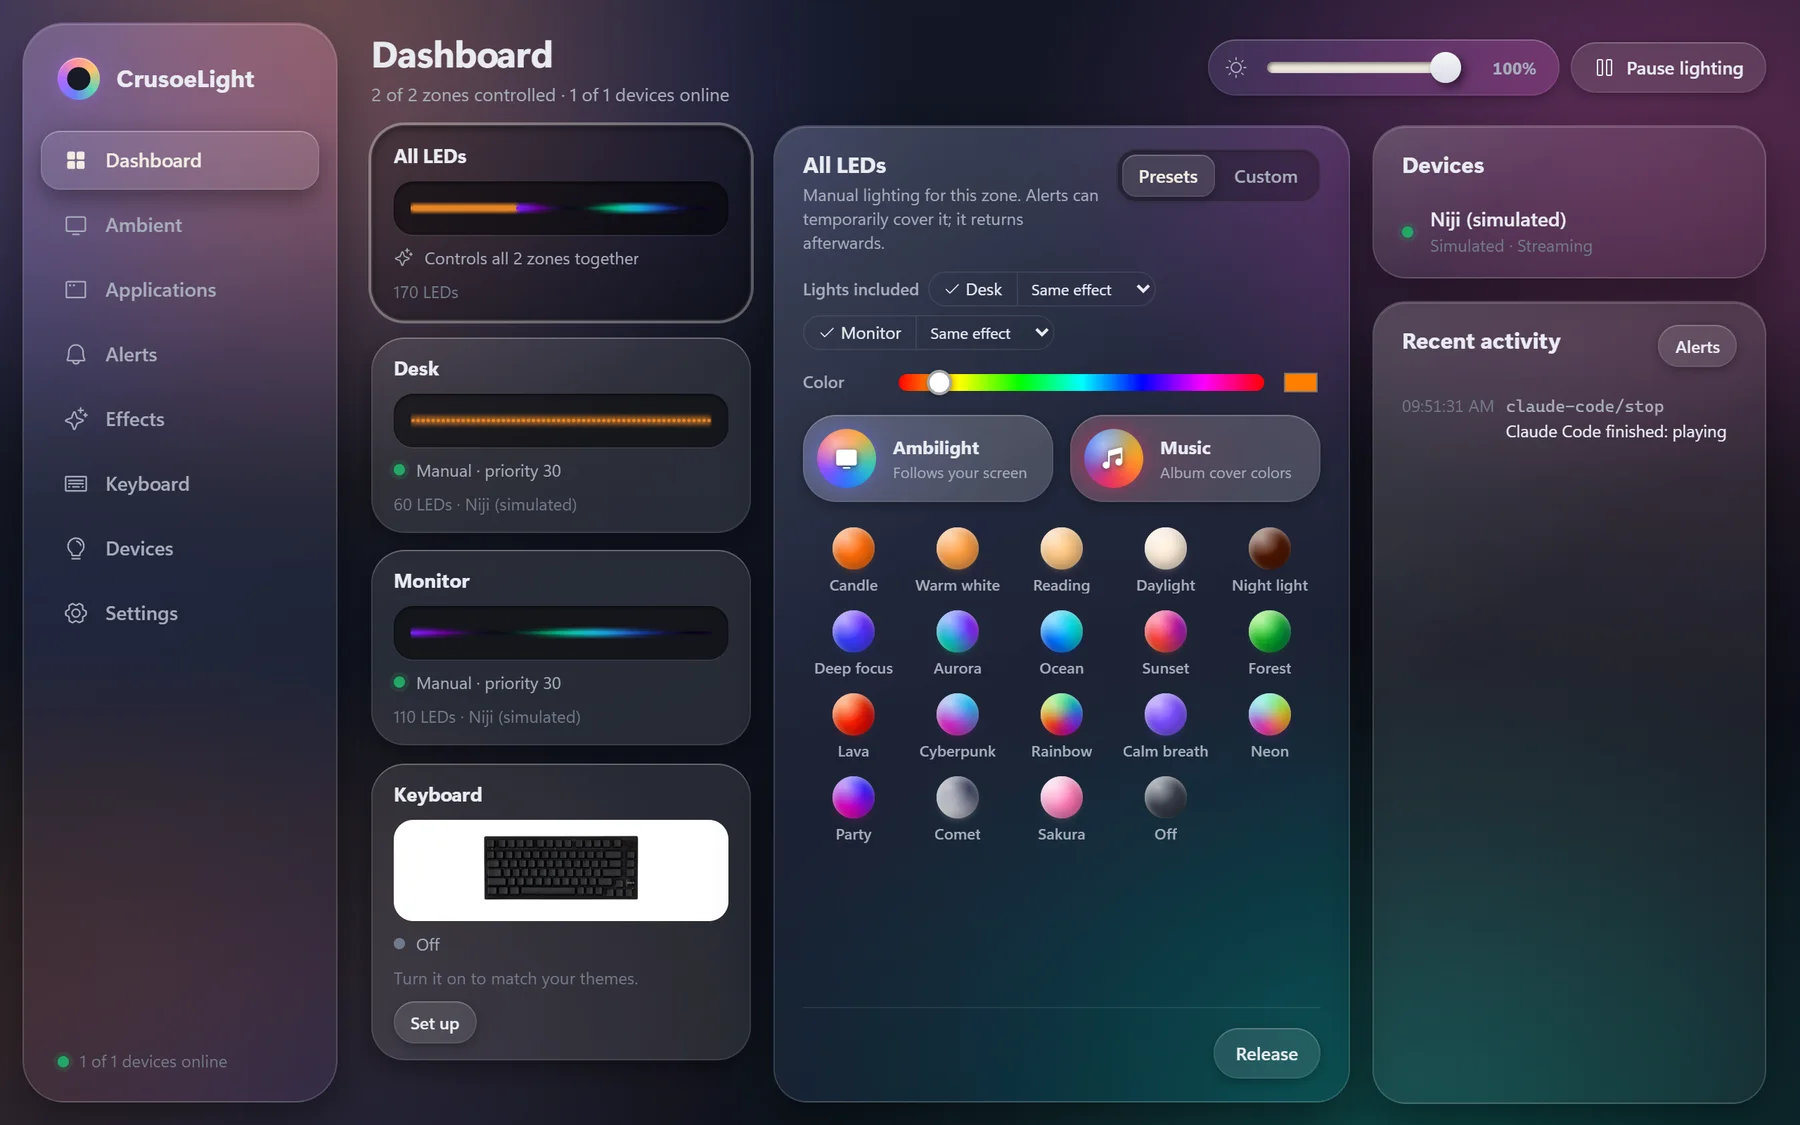 CrusoeLight
Dashboard
Ambient
Applications
Alerts
Effects
Keyboard
Devices
Settings
1 of 1 devices online
Dashboard
2 of 2 zones controlled · 1 of 1 devices online
100%
Pause lighting
All LEDs
Controls all 2 zones together
170 LEDs
Desk
Manual · priority 30
60 LEDs · Niji (simulated)
Monitor
Manual · priority 30
110 LEDs · Niji (simulated)
Keyboard
Off
Turn it on to match your themes.
Set up
All LEDs
Manual lighting for this zone. Alerts can
temporarily cover it; it returns
afterwards.
Presets
Custom
Lights included
Desk
Same effect
Monitor
Same effect
Color
Ambilight
Follows your screen
Music
Album cover colors
Candle
Warm white
Reading
Daylight
Night light
Deep focus
Aurora
Ocean
Sunset
Forest
Lava
Cyberpunk
Rainbow
Calm breath
Neon
Party
Comet
Sakura
Off
Release
Devices
Niji (simulated)
Simulated · Streaming
Recent activity
Alerts
09:51:31 AM claude-code/stop
Claude Code finished: playing